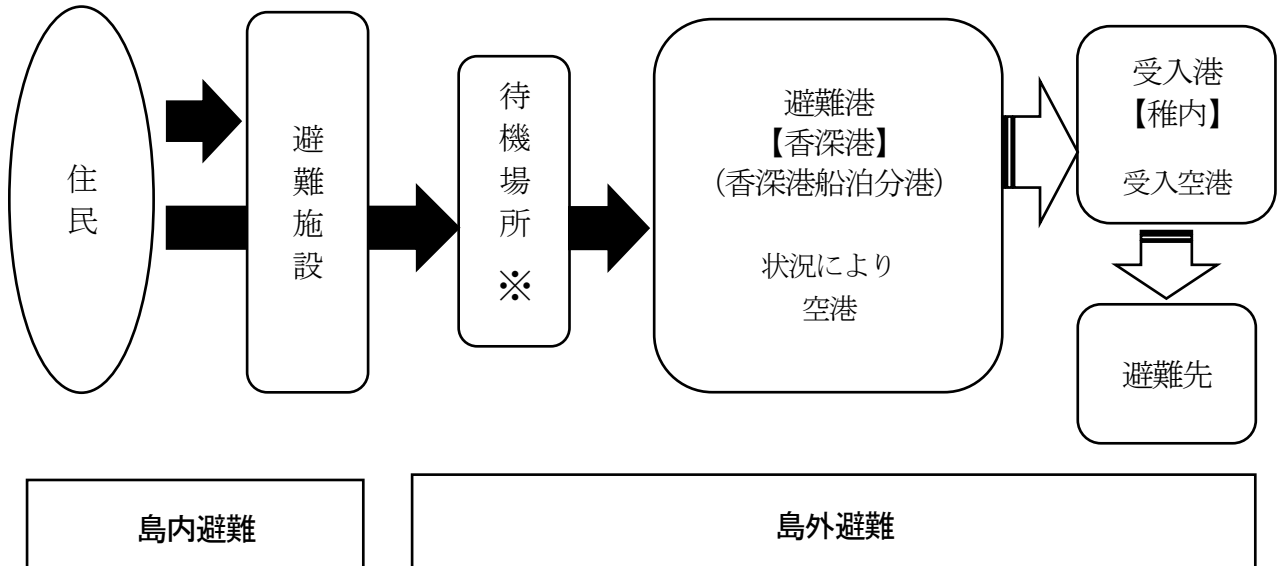 住民
避難施設
待機場所
※
避難港
【香深港】
（香深港船泊分港）
状況により
空港
受入港
【稚内】
受入空港
避難先
島内避難
島外避難